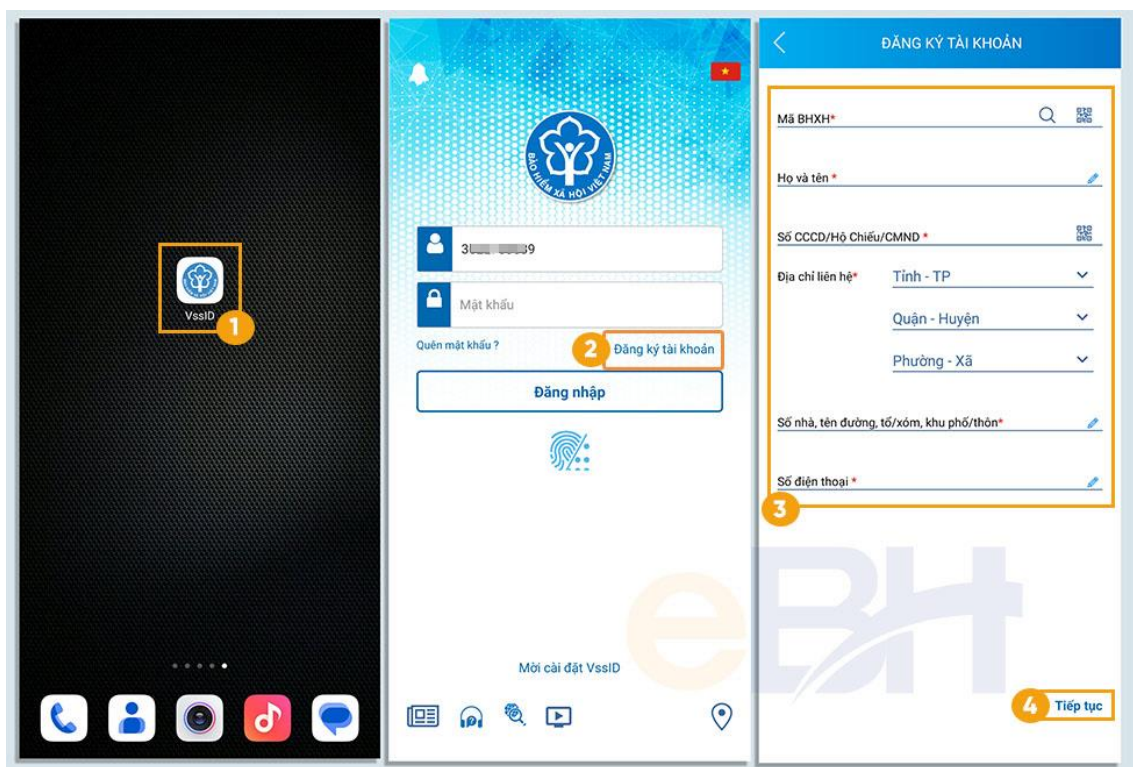 VssID
1
BẢO HIỂM XÃ HỘI VIỆT NAM
Mật khẩu
Quên mật khẩu ?
2
Đăng ký tài khoản
Đăng nhập
Mời cài đặt VssID
ĐĂNG KÝ TÀI KHOẢN
Mã BHXH*
Họ và tên *
Số CCCD/Hộ Chiếu/CMND *
Địa chỉ liên hệ*
Tỉnh - TP
Quận - Huyện
Phường - Xã
Số nhà, tên đường, tổ/xóm, khu phố/thôn*
Số điện thoại *
3
eBH
4
Tiếp tục